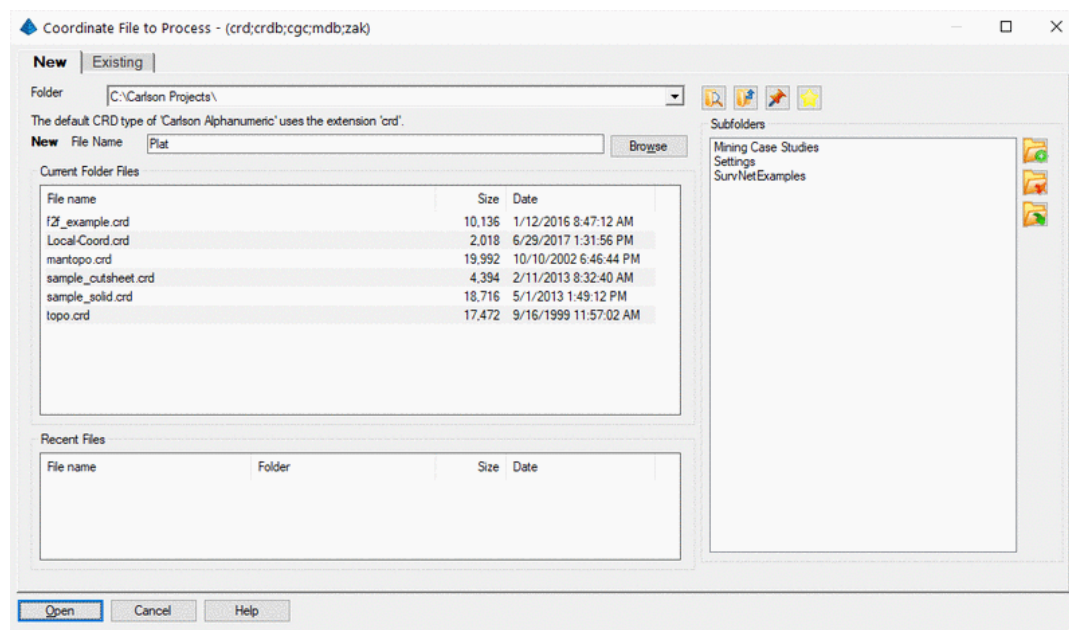 Coordinate File to Process - (crd;crdb;cgc;mdb;zak)
New Existing
Folder C:\Carlson Projects\
The default CRD type of 'Carlson Alphanumeric' uses the extension 'crd'.
New File Name Plat Browse
Current Folder Files
File name Size Date
f2f_example.crd 10,136 1/12/2016 8:47:12 AM
Local-Coord.crd 2,018 6/29/2017 1:31:56 PM
mantopo.crd 19,992 10/10/2002 6:46:44 PM
sample_cutsheet.crd 4,394 2/11/2013 8:32:40 AM
sample_solid.crd 18,716 5/1/2013 1:49:12 PM
topo.crd 17,472 9/16/1999 11:57:02 AM
Recent Files
File name Folder Size Date
Subfolders
Mining Case Studies
Settings
SurvNetExamples
Open Cancel Help